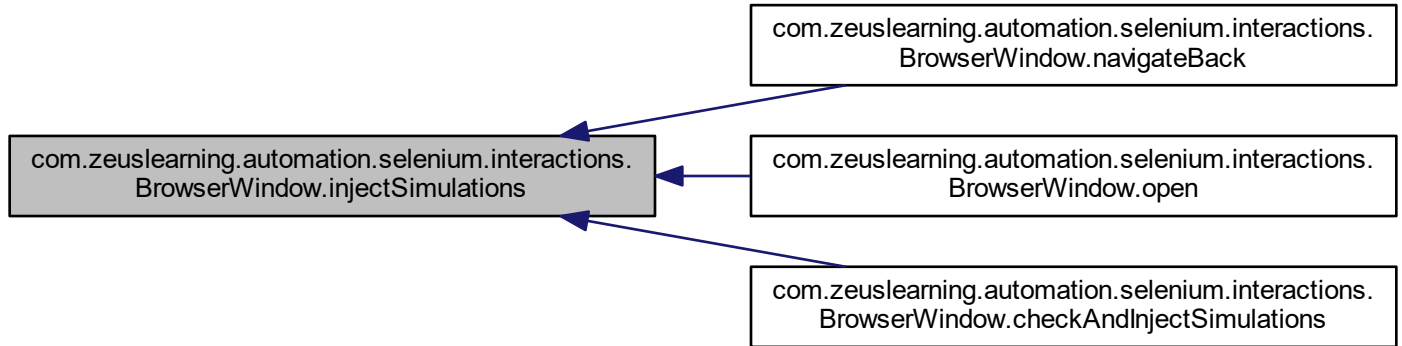 com.zeuslearning.automation.selenium.interactions.
BrowserWindow.navigateBack
com.zeuslearning.automation.selenium.interactions.
BrowserWindow.injectSimulations
com.zeuslearning.automation.selenium.interactions.
BrowserWindow.open
com.zeuslearning.automation.selenium.interactions.
BrowserWindow.checkAndInjectSimulations